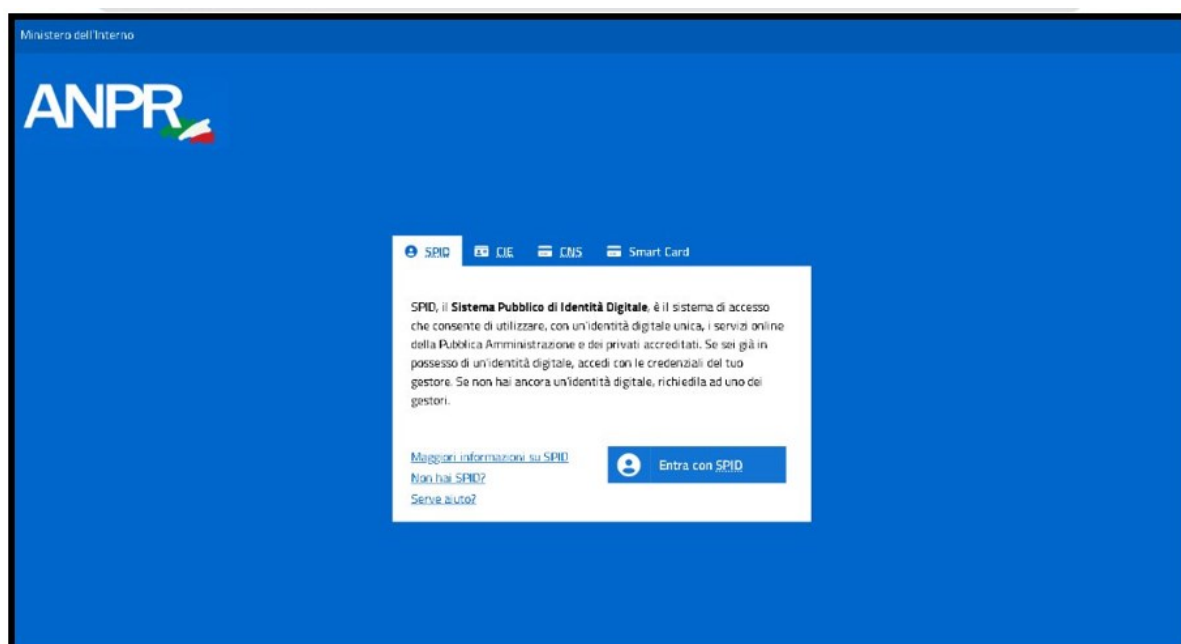 Ministero dell'Interno
ANPR
SPID CIE CNS Smart Card
SPID, il Sistema Pubblico di Identità Digitale, è il sistema di accesso
che consente di utilizzare, con un'identità digitale unica, i servizi online
della Pubblica Amministrazione e dei privati accreditati. Se sei già in
possesso di un'identità digitale, accedi con le credenziali del tuo
gestore. Se non hai ancora un'identità digitale, richiedila ad uno dei
gestori.
Maggiori informazioni su SPID
Non hai SPID?
Serve aiuto?
Entra con SPID